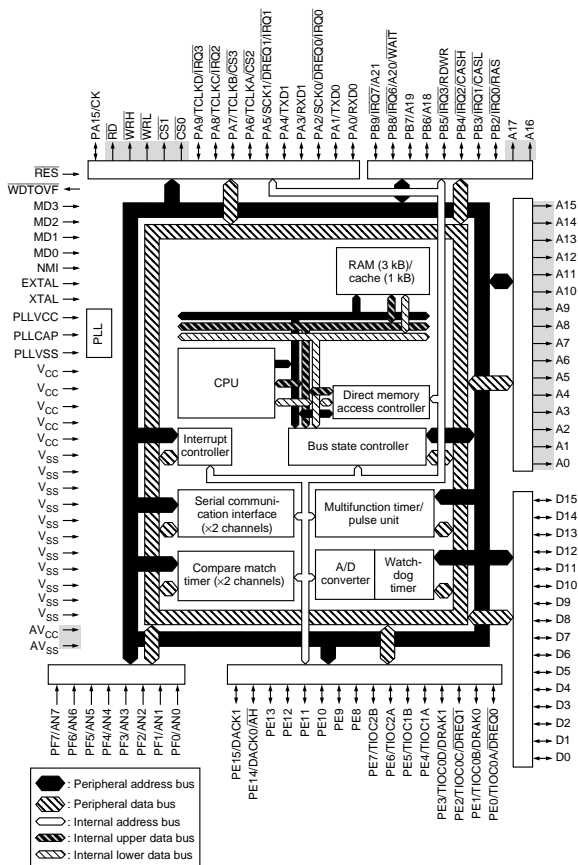 PA15/CK
RD
WRH
WRL
CS1
CS0
PA9/TCLKD/IRQ3
PA8/TCLKC/IRQ2
PA7/TCLKB/CS3
PA6/TCLKA/CS2
PA5/SCK1/DREQ1/IRQ1
PA4/TXD1
PA3/RXD1
PA2/SCK0/DREQ0/IRQ0
PA1/TXD0
PA0/RXD0
PB9/IRQ7/A21
PB8/IRQ6/A20/WAIT
PB7/A19
PB6/A18
PB5/IRQ3/RDWR
PB4/IRQ2/CASH
PB3/IRQ1/CASL
PB2/IRQ0/RAS
A17
A16
RES
WDTOVF
MD3
MD2
MD1
MD0
NMI
EXTAL
XTAL
PLLVCC
PLLCAP
PLLVSS
VCC
VCC
VCC
VCC
VCC
VSS
VSS
VSS
VSS
VSS
VSS
VSS
VSS
VSS
AVCC
AVSS
PLL
RAM (3 kB)/
cache (1 kB)
CPU
Direct memory
access controller
Interrupt
controller
Bus state controller
Serial communi-
cation interface
(×2 channels)
Multifunction timer/
pulse unit
Compare match
timer (×2 channels)
A/D
converter
Watch-
dog
timer
A15
A14
A13
A12
A11
A10
A9
A8
A7
A6
A5
A4
A3
A2
A1
A0
D15
D14
D13
D12
D11
D10
D9
D8
D7
D6
D5
D4
D3
D2
D1
D0
PF7/AN7
PF6/AN6
PF5/AN5
PF4/AN4
PF3/AN3
PF2/AN2
PF1/AN1
PF0/AN0
PE15/DACK1
PE14/DACK0/AH
PE13
PE12
PE11
PE10
PE9
PE8
PE7/TIOC2B
PE6/TIOC2A
PE5/TIOC1B
PE4/TIOC1A
PE3/TIOC0D/DRAK1
PE2/TIOC0C/DREQ1
PE1/TIOC0B/DRAK0
PE0/TIOC0A/DREQ0
: Peripheral address bus
: Peripheral data bus
: Internal address bus
: Internal upper data bus
: Internal lower data bus